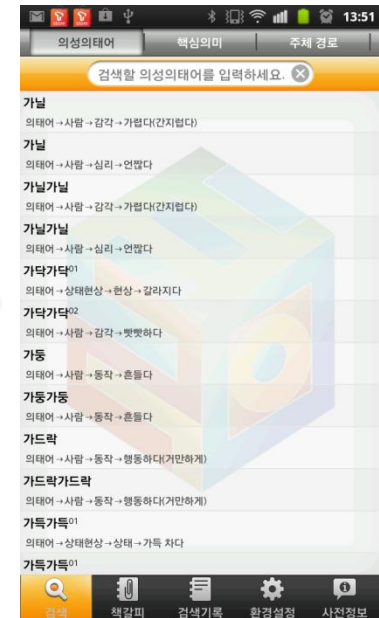 13:51
의성의태어 핵심의미 주체 경로
검색할 의성의태어를 입력하세요.
가닐
의태어→사람→감각→가렵다(간지럽다)
가닐
의태어→사람→심리→언짢다
가닐가닐
의태어→사람→감각→가렵다(간지럽다)
가닐가닐
의태어→사람→심리→언짢다
가닥가닥01
의태어→상태현상→현상→갈라지다
가닥가닥02
의태어→사람→감각→빳빳하다
가둥
의태어→사람→동작→흔들다
가둥가둥
의태어→사람→동작→흔들다
가드락
의태어→사람→동작→행동하다(거만하게)
가드락가드락
의태어→사람→동작→행동하다(거만하게)
가득가득01
의태어→상태현상→상태→가득 차다
가득가득01
검색 책갈피 검색기록 환경설정 사전정보